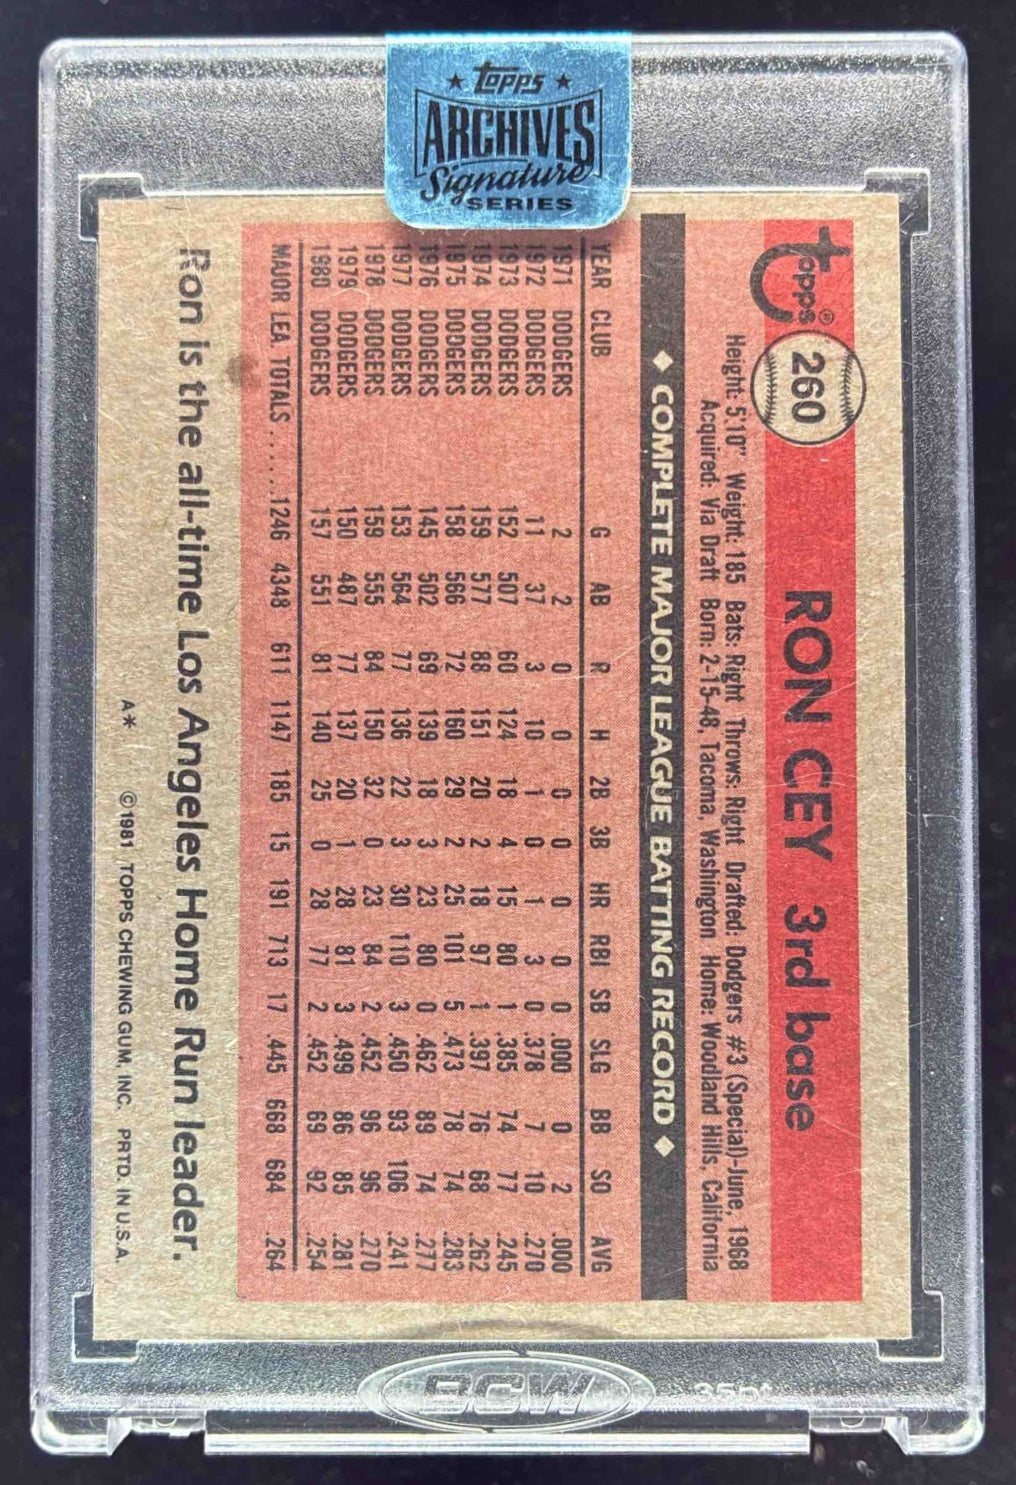 ★ Topps ★
ARCHIVES
Signature
SERIES
Topps® 260 RON CEY 3rd base
Height: 5'10" Weight: 185 Bats: Right Throws: Right Drafted: Dodgers #3 (Special)-June, 1968
Acquired: Via Draft Born: 2-15-48, Tacoma, Washington Home: Woodland Hills, California
◆ COMPLETE MAJOR LEAGUE BATTING RECORD ◆
YEAR CLUB G AB R H 2B 3B HR RBI SB SLG BB SO AVG
1971 DODGERS 2 2 0 0 0 0 0 0 0 .000 0 2 .000
1972 DODGERS 11 37 3 10 1 0 1 3 0 .378 7 10 .270
1973 DODGERS 152 507 60 124 18 4 15 80 1 .385 74 77 .245
1974 DODGERS 159 577 88 151 20 2 18 97 1 .397 76 68 .262
1975 DODGERS 158 566 72 160 29 2 25 101 5 .473 78 74 .283
1976 DODGERS 145 502 69 139 18 3 23 80 0 .462 89 74 .277
1977 DODGERS 153 564 77 136 22 3 30 110 3 .450 93 106 .241
1978 DODGERS 159 555 84 150 32 0 23 84 2 .452 96 96 .270
1979 DODGERS 150 487 77 137 20 1 28 81 3 .499 86 85 .281
1980 DODGERS 157 551 81 140 25 0 28 77 2 .452 69 92 .254
MAJOR LEA. TOTALS ...... 1246 4348 611 1147 185 15 191 713 17 .445 668 684 .264
Ron is the all-time Los Angeles Home Run leader.
A* ©1981 TOPPS CHEWING GUM, INC. PRTD. IN U.S.A.
BCW 35pt